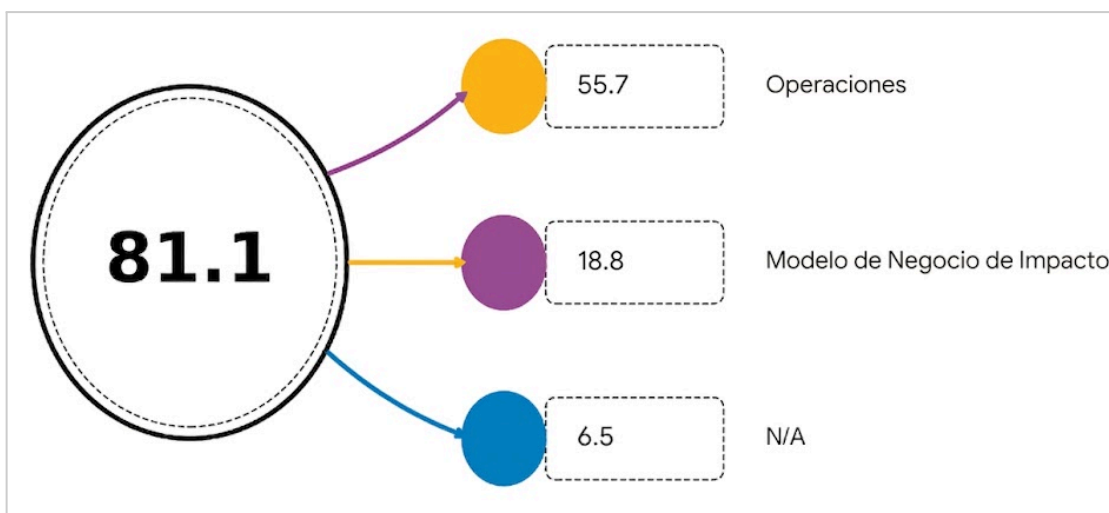 81.1
55.7
Operaciones
18.8
Modelo de Negocio de Impacto
6.5
N/A